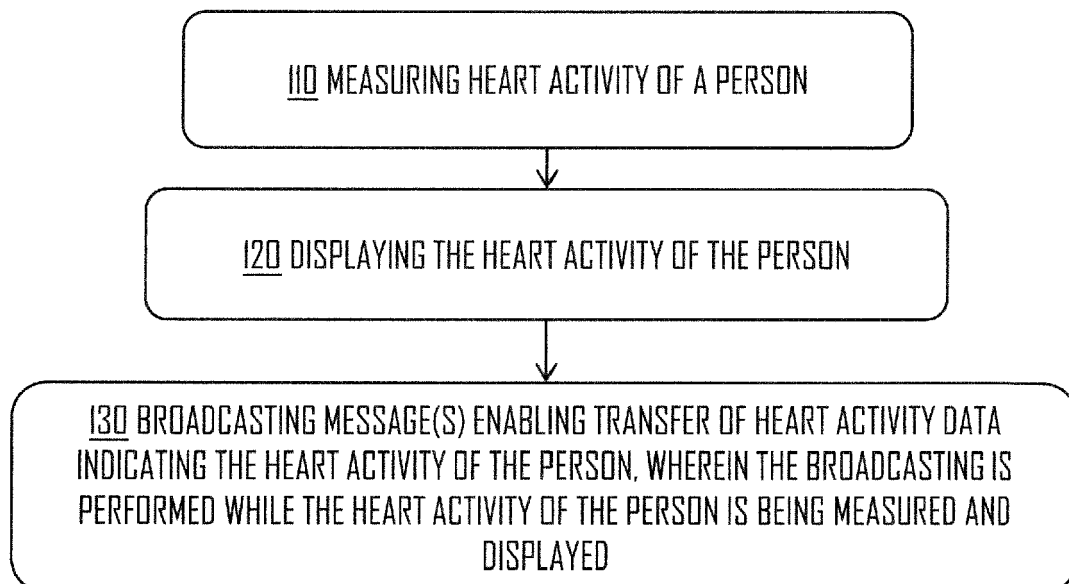 110 MEASURING HEART ACTIVITY OF A PERSON
120 DISPLAYING THE HEART ACTIVITY OF THE PERSON
130 BROADCASTING MESSAGE(S) ENABLING TRANSFER OF HEART ACTIVITY DATA
INDICATING THE HEART ACTIVITY OF THE PERSON, WHEREIN THE BROADCASTING IS
PERFORMED WHILE THE HEART ACTIVITY OF THE PERSON IS BEING MEASURED AND
DISPLAYED